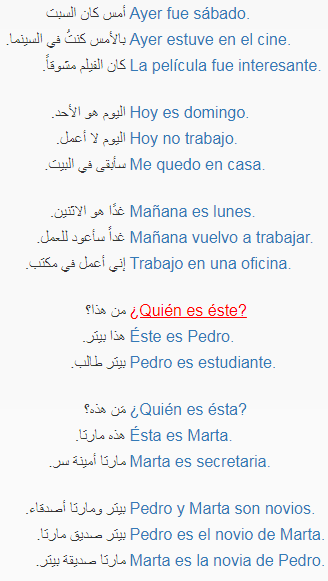 أمس كان السبت Ayer fue sábado.
بالأمس كنتُ في السينما. Ayer estuve en el cine.
كان الفيلم مشوقاً. La película fue interesante.
اليوم هو الأحد. Hoy es domingo.
اليوم لا أعمل. Hoy no trabajo.
سأبقى في البيت. Me quedo en casa.
غدًا هو الاثنين. Mañana es lunes.
غداً سأعود للعمل. Mañana vuelvo a trabajar.
إني أعمل في مكتب. Trabajo en una oficina.
من هذا؟ ¿Quién es éste?
هذا بيتر. Éste es Pedro.
بيتر طالب. Pedro es estudiante.
مَن هذه؟ ¿Quién es ésta?
هذه مارتا. Ésta es Marta.
مارتا أمينة سر. Marta es secretaria.
بيتر ومارتا أصدقاء. Pedro y Marta son novios.
بيتر صديق مارتا. Pedro es el novio de Marta.
مارتا صديقة بيتر. Marta es la novia de Pedro.